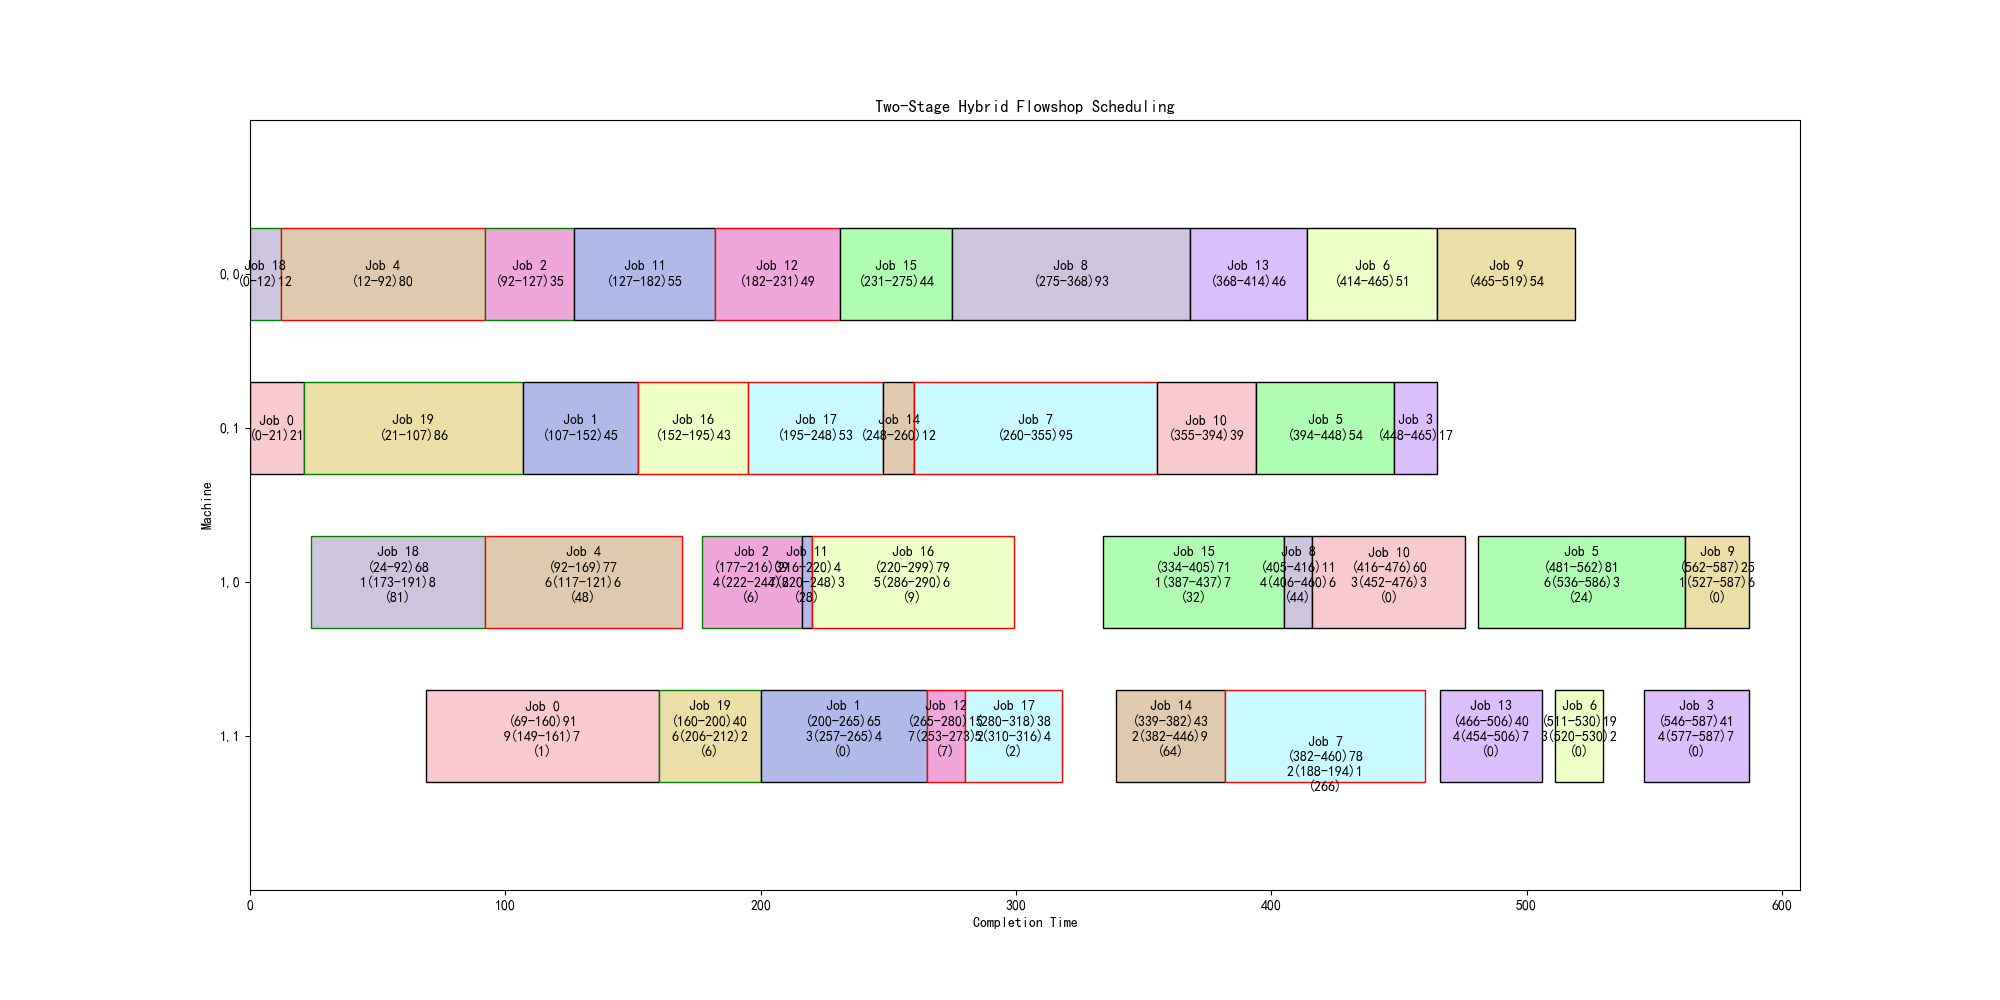 Two-Stage Hybrid Flowshop Scheduling
0,0
Job 18
(0-12)12
Job 4
(12-92)80
Job 2
(92-127)35
Job 11
(127-182)55
Job 12
(182-231)49
Job 15
(231-275)44
Job 8
(275-368)93
Job 13
(368-414)46
Job 6
(414-465)51
Job 9
(465-519)54
0,1
Job 0
(0-21)21
Job 19
(21-107)86
Job 1
(107-152)45
Job 16
(152-195)43
Job 17
(195-248)53
Job 14
(248-260)12
Job 7
(260-355)95
Job 10
(355-394)39
Job 5
(394-448)54
Job 3
(448-465)17
Machine
1,0
Job 18
(24-92)68
1(173-191)8
(81)
Job 4
(92-169)77
6(117-121)6
(48)
Job 2
(177-216)39
(6)
Job 11
(216-220)4
(28)
Job 16
(220-299)79
5(286-290)6
(9)
Job 15
(334-405)71
1(387-437)7
(32)
Job 8
(405-416)11
4(406-460)6
(44)
Job 10
(416-476)60
3(452-476)3
(0)
Job 5
(481-562)81
6(536-586)3
(24)
Job 9
(562-587)25
1(527-587)6
(0)
1,1
Job 0
(69-160)91
9(149-161)7
(1)
Job 19
(160-200)40
6(206-212)2
(6)
Job 1
(200-265)65
3(257-265)4
(0)
Job 12
(265-280)15
(7)
Job 17
(280-318)38
(2)
Job 14
(339-382)43
2(382-446)9
(64)
Job 7
(382-460)78
2(188-194)1
(266)
Job 13
(466-506)40
4(454-506)7
(0)
Job 6
(511-530)19
3(520-530)2
(0)
Job 3
(546-587)41
4(577-587)7
(0)
0
100
200
300
400
500
600
Completion Time